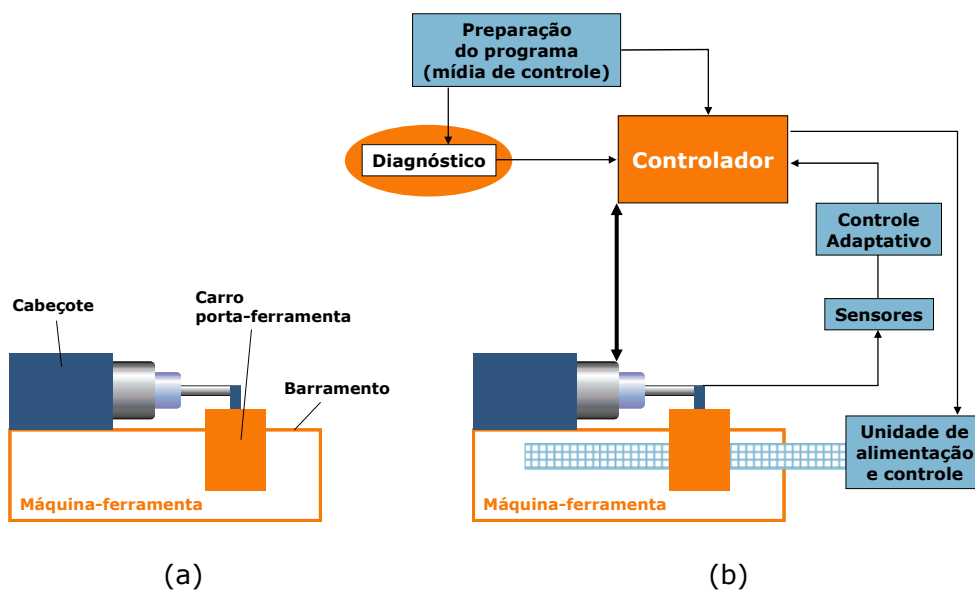 Preparação
do programa
(mídia de controle)
Diagnóstico
Controlador
Controle
Adaptativo
Sensores
Cabeçote
Carro
porta-ferramenta
Barramento
Máquina-ferramenta
Máquina-ferramenta
Unidade de
alimentação
e controle
(a)
(b)